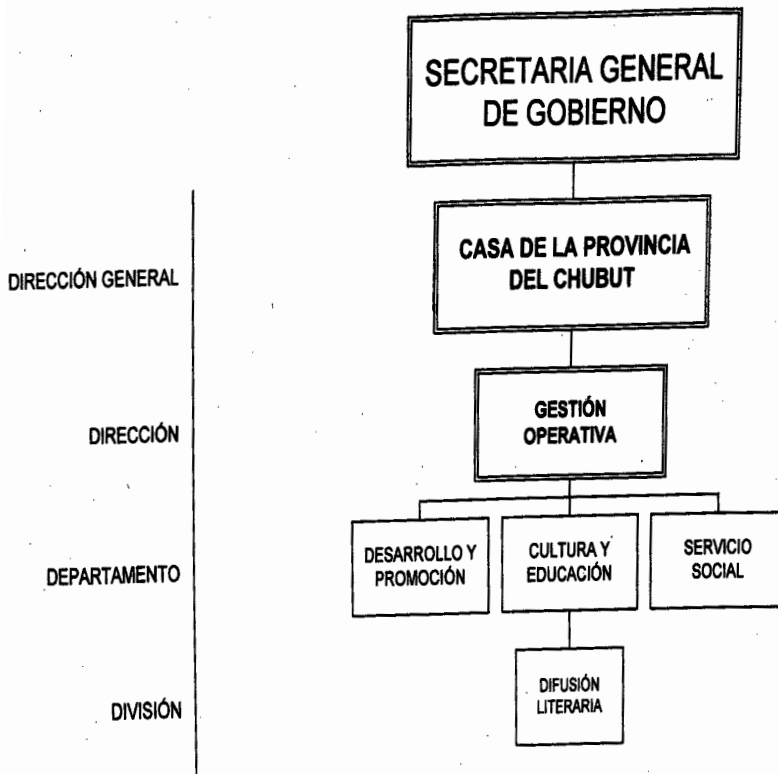 SECRETARIA GENERAL
DE GOBIERNO
DIRECCIÓN GENERAL
CASA DE LA PROVINCIA
DEL CHUBUT
DIRECCIÓN
GESTIÓN
OPERATIVA
DEPARTAMENTO
DESARROLLO Y
PROMOCIÓN
CULTURA Y
EDUCACIÓN
SERVICIO
SOCIAL
DIVISIÓN
DIFUSIÓN
LITERARIA